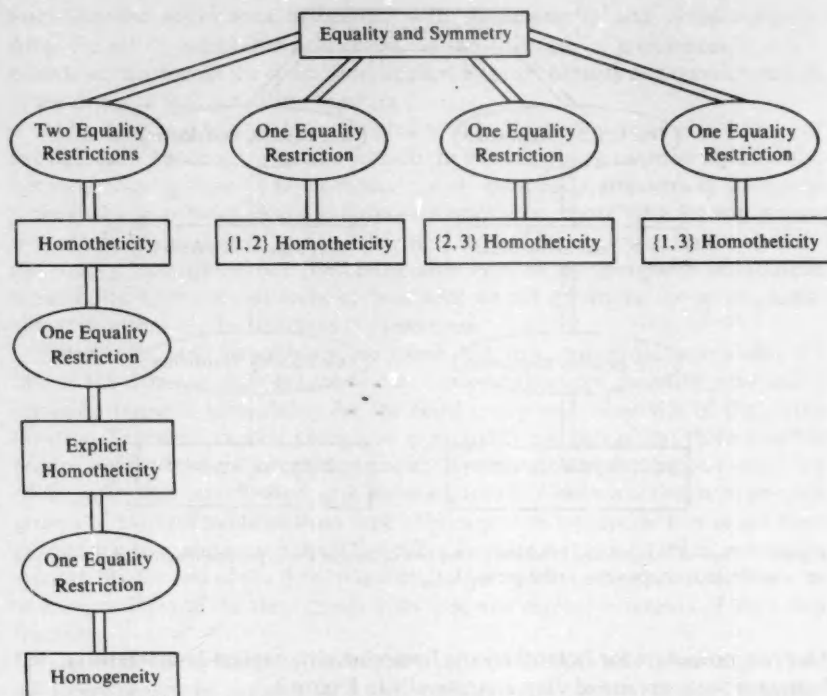 Equality and Symmetry
Two Equality
Restrictions
One Equality
Restriction
One Equality
Restriction
One Equality
Restriction
Homotheticity
{1,2} Homotheticity
{2,3} Homotheticity
{1,3} Homotheticity
One Equality
Restriction
Explicit
Homotheticity
One Equality
Restriction
Homogeneity